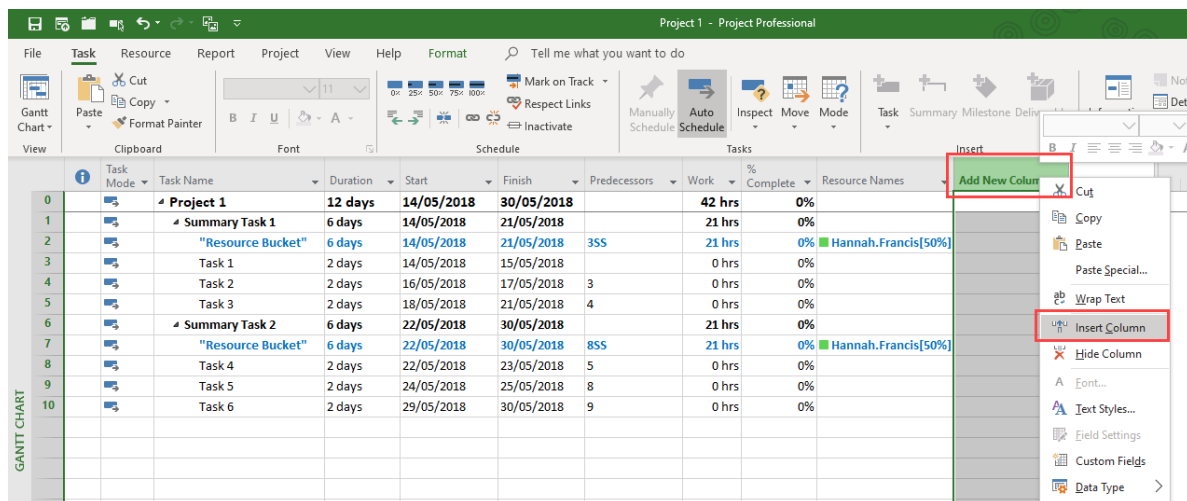 Project 1 - Project Professional
File Task Resource Report Project View Help Format Tell me what you want to do
Cut
Copy
Format Painter
Gantt Chart
Paste
11
B I U A
0% 25% 50% 75% 100%
Mark on Track
Respect Links
Inactivate
Manually Schedule
Auto Schedule
Inspect Move Mode
Task Summary Milestone
View Clipboard Font Schedule Tasks Insert
B I
Task Mode Task Name Duration Start Finish Predecessors Work % Complete Resource Names Add New Colum
0 Project 1 12 days 14/05/2018 30/05/2018 42 hrs 0%
1 Summary Task 1 6 days 14/05/2018 21/05/2018 21 hrs 0%
2 "Resource Bucket" 6 days 14/05/2018 21/05/2018 3SS 21 hrs 0% Hannah.Francis[50%]
3 Task 1 2 days 14/05/2018 15/05/2018 0 hrs 0%
4 Task 2 2 days 16/05/2018 17/05/2018 3 0 hrs 0%
5 Task 3 2 days 18/05/2018 21/05/2018 4 0 hrs 0%
6 Summary Task 2 6 days 22/05/2018 30/05/2018 21 hrs 0%
7 "Resource Bucket" 6 days 22/05/2018 30/05/2018 8SS 21 hrs 0% Hannah.Francis[50%]
8 Task 4 2 days 22/05/2018 23/05/2018 5 0 hrs 0%
9 Task 5 2 days 24/05/2018 25/05/2018 8 0 hrs 0%
10 Task 6 2 days 29/05/2018 30/05/2018 9 0 hrs 0%
GANTT CHART
Cut
Copy
Paste
Paste Special...
Wrap Text
Insert Column
Hide Column
Font...
Text Styles...
Field Settings
Custom Fields
Data Type